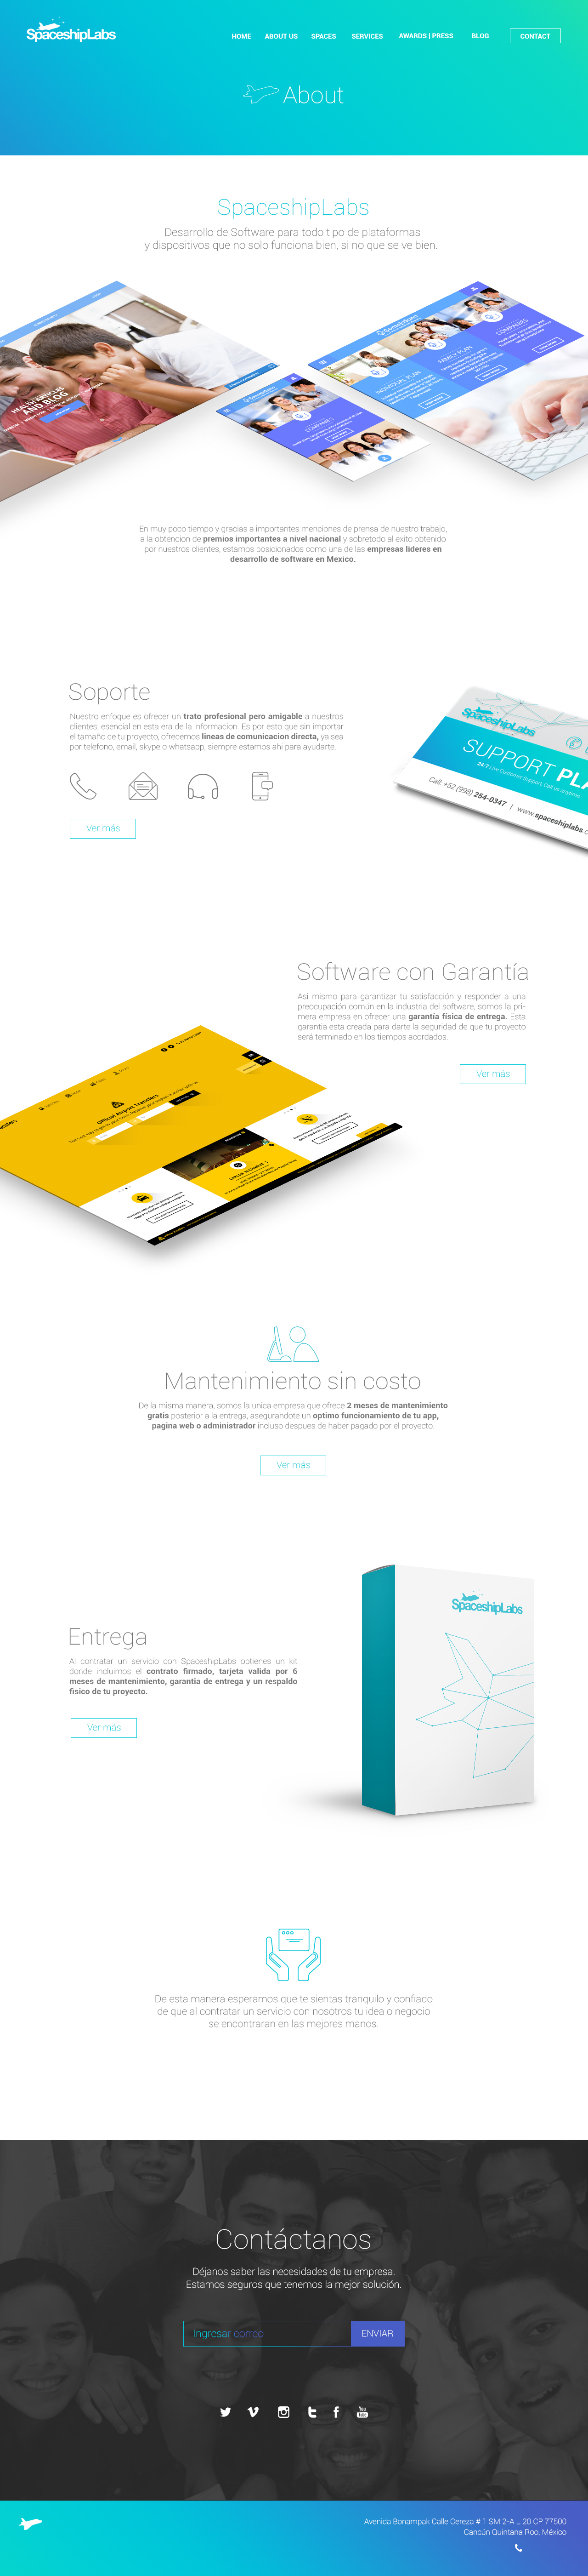 SpaceshipLabs
HOME ABOUT US SPACES SERVICES AWARDS | PRESS BLOG CONTACT
About
SpaceshipLabs
Desarrollo de Software para todo tipo de plataformas
y dispositivos que no solo funciona bien, si no que se ve bien.
HEALTH ARTICLES
AND BLOG
COMPANIES
INDIVIDUAL PLAN
FAMILY PLAN
COMPANIES
En muy poco tiempo y gracias a importantes menciones de prensa de nuestro trabajo,
a la obtencion de premios importantes a nivel nacional y sobretodo al exito obtenido
por nuestros clientes, estamos posicionados como una de las empresas lideres en
desarrollo de software en Mexico.
Soporte
Nuestro enfoque es ofrecer un trato profesional pero amigable a nuestros
clientes, esencial en esta era de la informacion. Es por esto que sin importar
el tamaño de tu proyecto, ofrecemos lineas de comunicacion directa, ya sea
por telefono, email, skype o whatsapp, siempre estamos ahi para ayudarte.
Ver más
SpaceshipLabs
SUPPORT PLA
24-7 Live Customer Support. Call us anytime.
Call: +52 (998) 254-0347 | www.spaceshiplabs.c
Software con Garantía
Asi mismo para garantizar tu satisfacción y responder a una
preocupación común en la industria del software, somos la pri-
mera empresa en ofrecer una garantía física de entrega. Esta
garantia esta creada para darte la seguridad de que tu proyecto
será terminado en los tiempos acordados.
Ver más
Official Airport Transfers
Mantenimiento sin costo
De la misma manera, somos la unica empresa que ofrece 2 meses de mantenimiento
gratis posterior a la entrega, asegurandote un optimo funcionamiento de tu app,
pagina web o administrador incluso despues de haber pagado por el proyecto.
Ver más
SpaceshipLabs
Entrega
Al contratar un servicio con SpaceshipLabs obtienes un kit
donde incluimos el contrato firmado, tarjeta valida por 6
meses de mantenimiento, garantia de entrega y un respaldo
fisico de tu proyecto.
Ver más
De esta manera esperamos que te sientas tranquilo y confiado
de que al contratar un servicio con nosotros tu idea o negocio
se encontraran en las mejores manos.
Contáctanos
Déjanos saber las necesidades de tu empresa.
Estamos seguros que tenemos la mejor solución.
Ingresar correo ENVIAR
You Tube
Avenida Bonampak Calle Cereza # 1 SM 2-A L 20 CP 77500
Cancún Quintana Roo, México